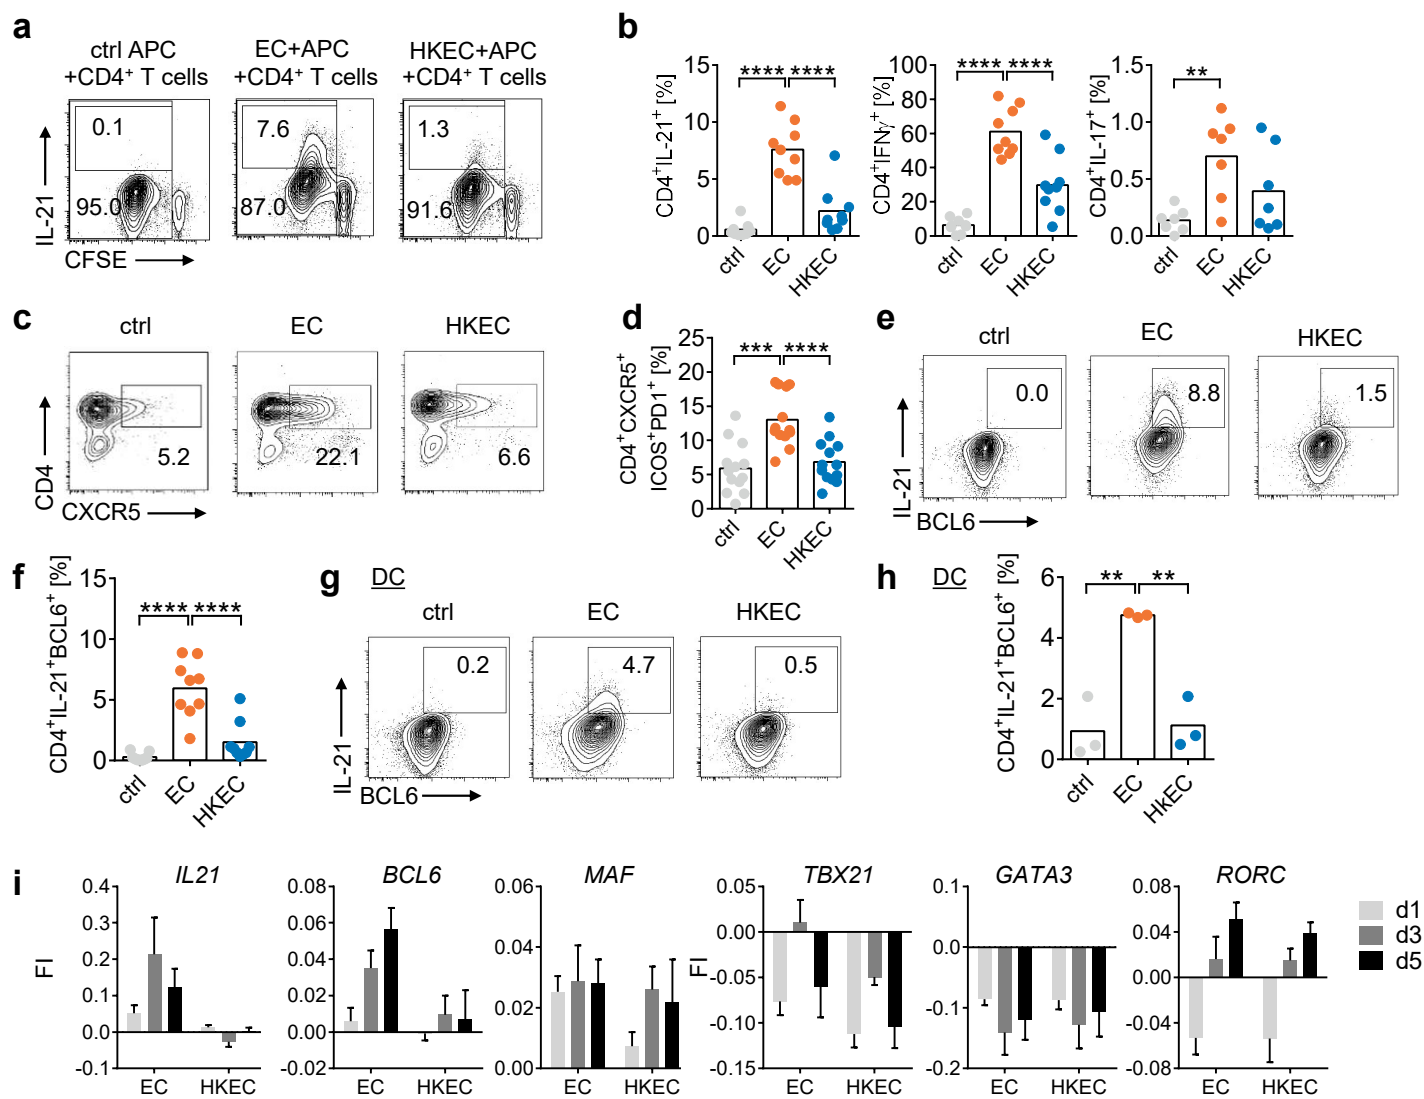 a
ctrl APC
+CD4+ T cells
EC+APC
+CD4+ T cells
HKEC+APC
+CD4+ T cells
0.1
95.0
7.6
87.0
1.3
91.6
IL-21
CFSE
b
CD4+IL-21+ [%]
15
10
5
0
**** ****
ctrl
EC
HKEC
CD4+IFNγ+ [%]
100
80
60
40
20
0
**** ****
ctrl
EC
HKEC
CD4+IL-17+ [%]
1.5
1.0
0.5
0.0
**
ctrl
EC
HKEC
c
ctrl
EC
HKEC
5.2
22.1
6.6
CD4
CXCR5
d
CD4+CXCR5+
ICOS+PD1+ [%]
25
20
15
10
5
0
*** ****
ctrl
EC
HKEC
e
ctrl
EC
HKEC
0.0
8.8
1.5
IL-21
BCL6
f
CD4+IL-21+BCL6+ [%]
15
10
5
0
**** ****
ctrl
EC
HKEC
g
DC
ctrl
EC
HKEC
0.2
4.7
0.5
IL-21
BCL6
h
DC
CD4+IL-21+BCL6+ [%]
6
4
2
0
** **
ctrl
EC
HKEC
i
IL21
FI
0.4
0.3
0.2
0.1
0.0
-0.1
EC
HKEC
BCL6
0.08
0.06
0.04
0.02
0.00
-0.02
EC
HKEC
MAF
0.06
0.04
0.02
0.00
EC
HKEC
TBX21
FI
0.05
0.00
-0.05
-0.10
-0.15
EC
HKEC
GATA3
0.1
0.0
-0.1
-0.2
EC
HKEC
RORC
0.08
0.04
0.00
-0.04
-0.08
EC
HKEC
d1
d3
d5